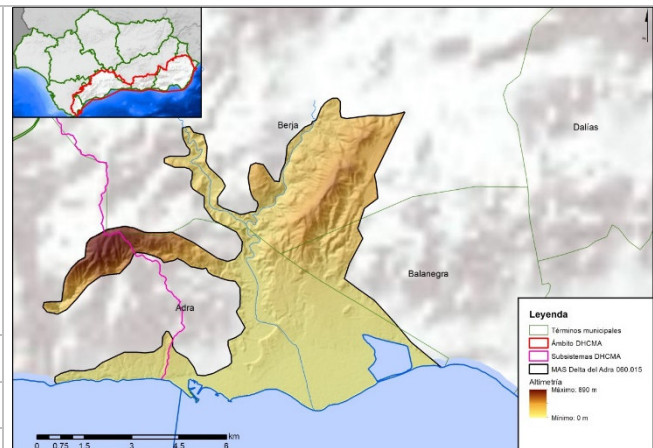 Berja
Dalías
Balanegra
Adra
Leyenda
Términos municipales
Ámbito DHCMA
Subsistemas DHCMA
MAS Delta del Adra 060.015
Altimetría
Máximo: 890 m
Mínimo: 0 m
km
0 0.75 1.5 3 4.5 6